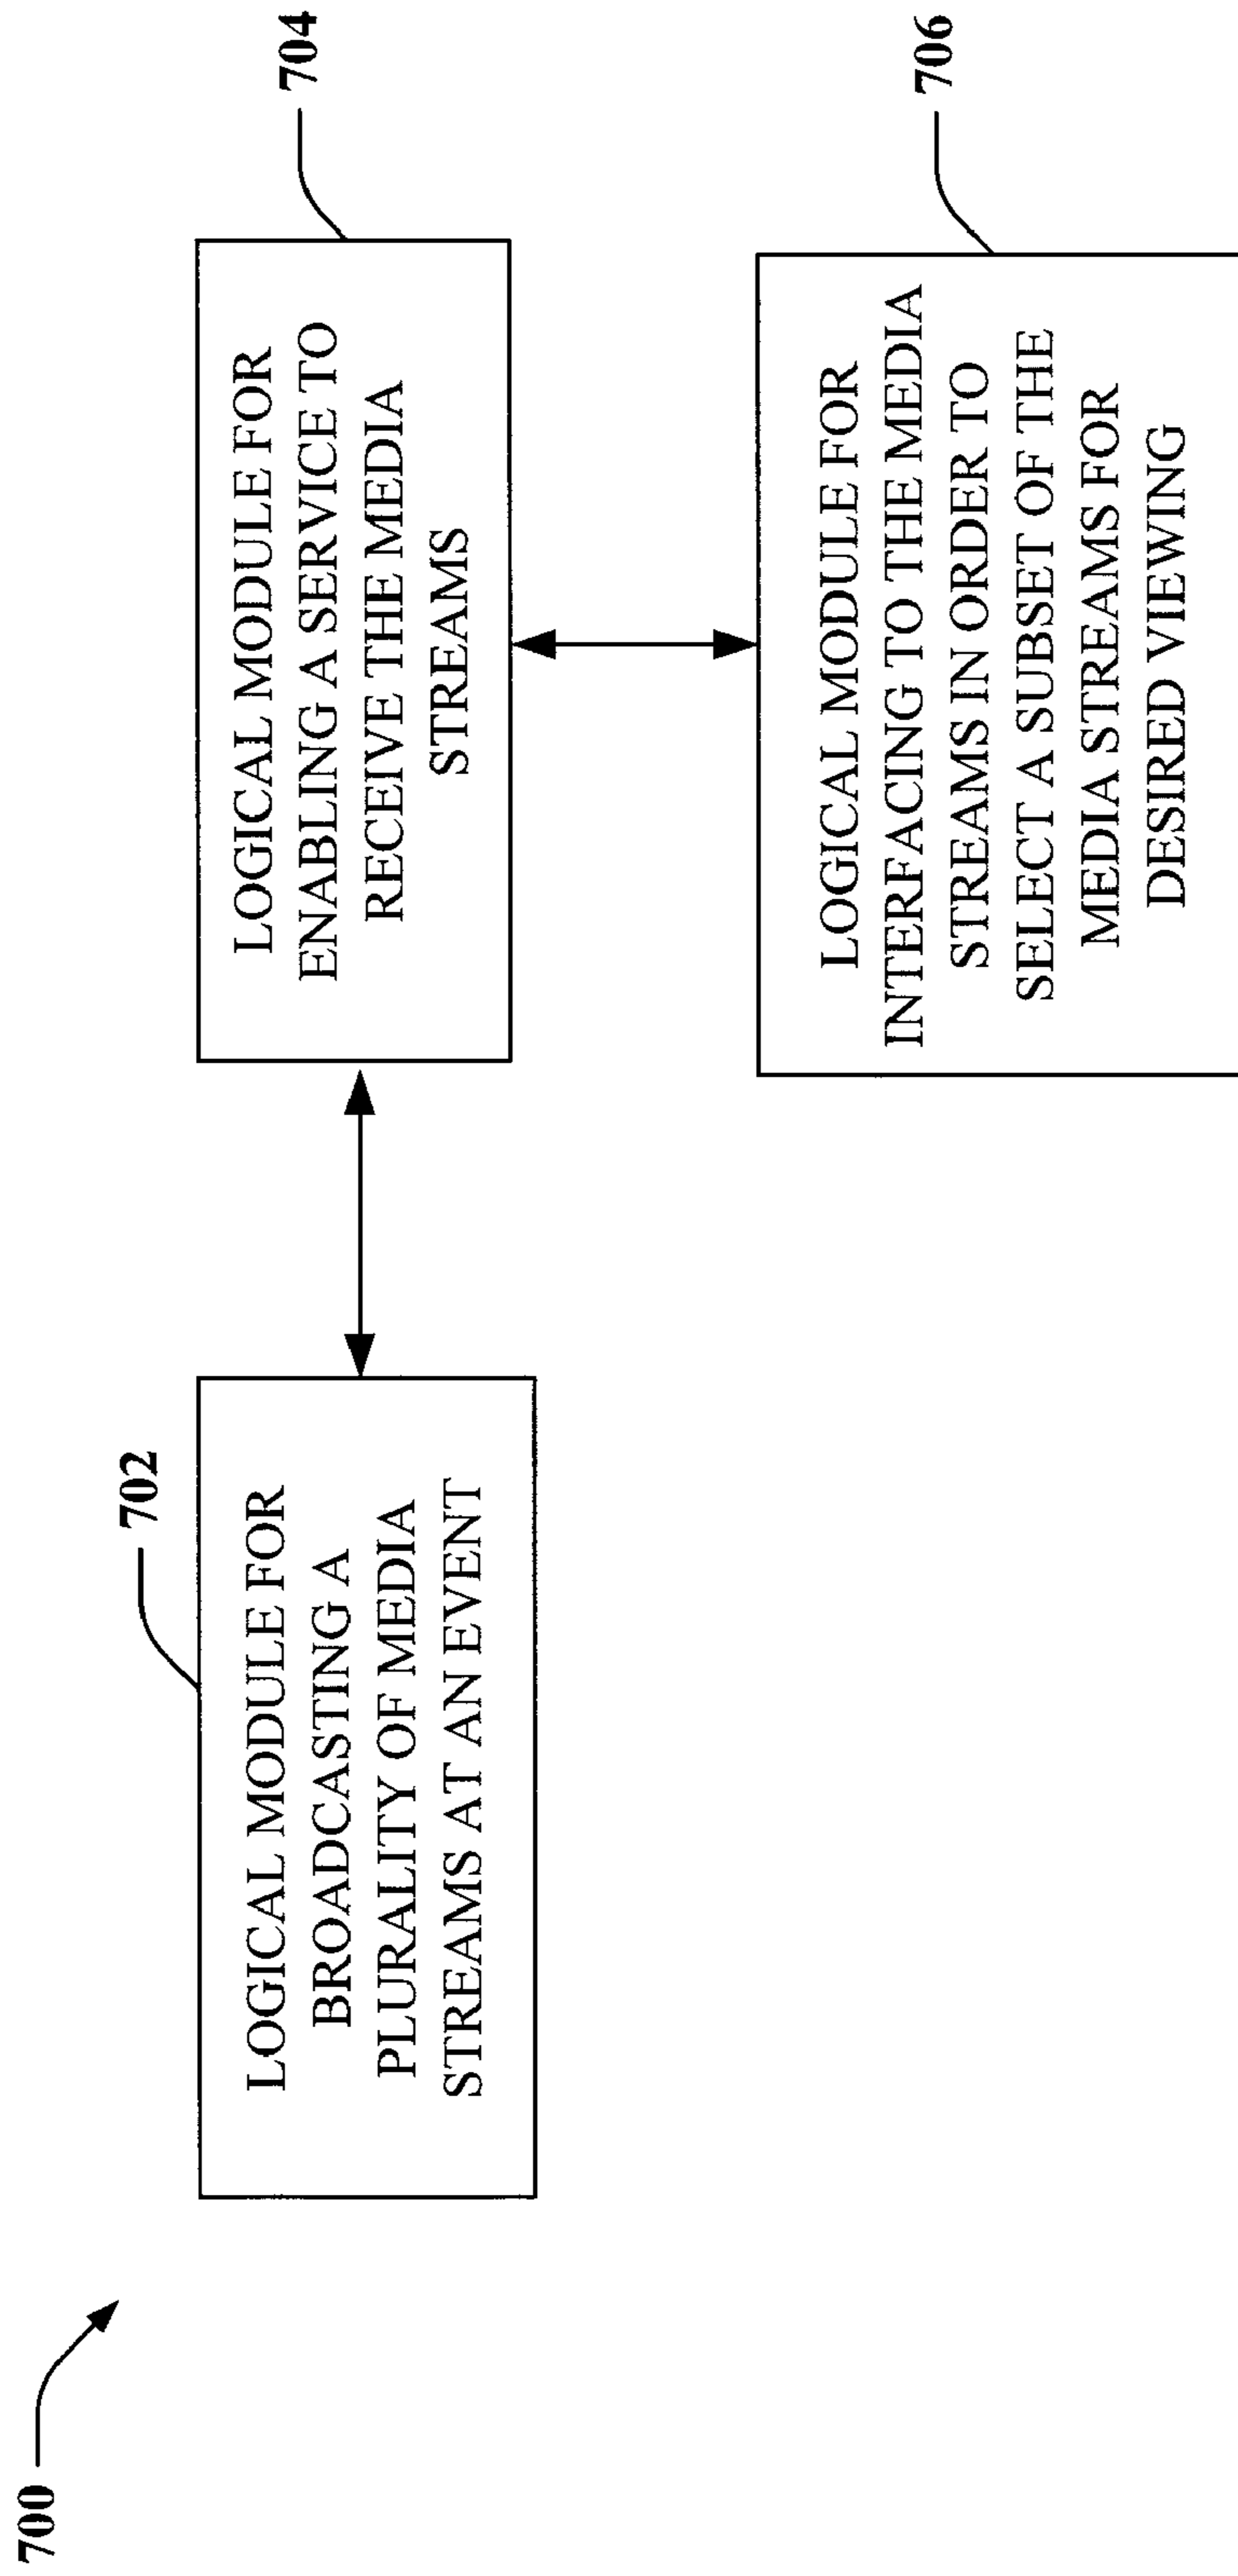 700
702
LOGICAL MODULE FOR
BROADCASTING A
PLURALITY OF MEDIA
STREAMS AT AN EVENT
704
LOGICAL MODULE FOR
ENABLING A SERVICE TO
RECEIVE THE MEDIA
STREAMS
706
LOGICAL MODULE FOR
INTERFACING TO THE MEDIA
STREAMS IN ORDER TO
SELECT A SUBSET OF THE
MEDIA STREAMS FOR
DESIRED VIEWING